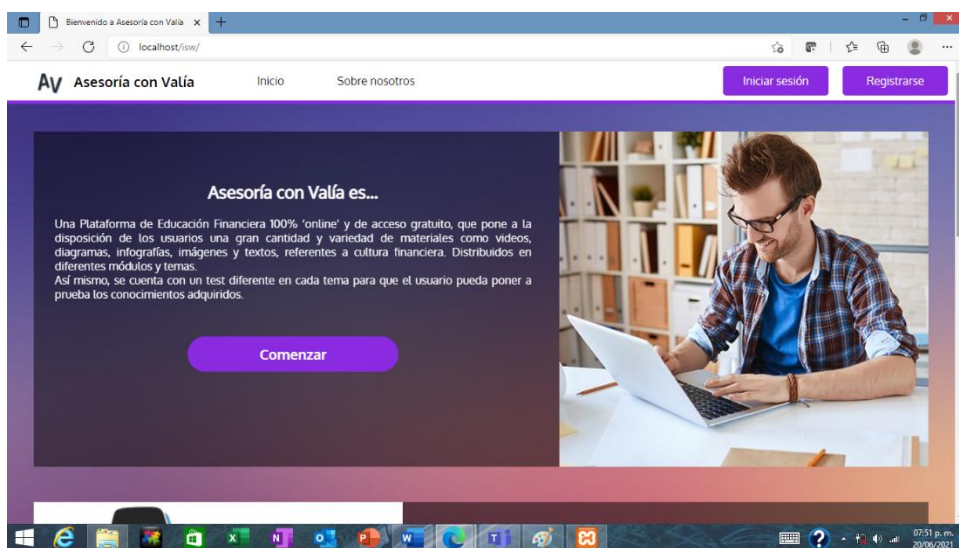 Bienvenido a Asesoría con Valía
localhost/isw/
AV Asesoría con Valía Inicio Sobre nosotros Iniciar sesión Registrarse
Asesoría con Valía es...
Una Plataforma de Educación Financiera 100% 'online' y de acceso gratuito, que pone a la
disposición de los usuarios una gran cantidad y variedad de materiales como videos,
diagramas, infografías, imágenes y textos, referentes a cultura financiera. Distribuidos en
diferentes módulos y temas.
Así mismo, se cuenta con un test diferente en cada tema para que el usuario pueda poner a
prueba los conocimientos adquiridos.
Comenzar
07:51 p. m.
20/06/2021